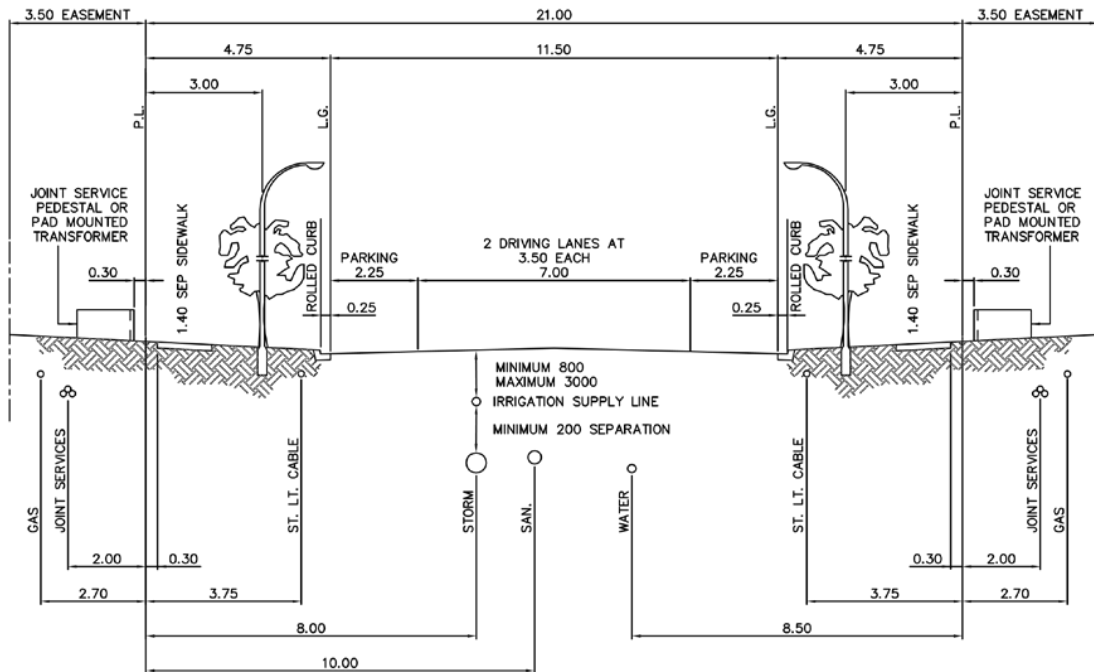 3.50 EASEMENT
21.00
3.50 EASEMENT
4.75
11.50
4.75
3.00
3.00
P.L.
L.G.
L.G.
P.L.
JOINT SERVICE
PEDESTAL OR
PAD MOUNTED
TRANSFORMER
0.30
1.40 SEP SIDEWALK
ROLLED CURB
PARKING
2.25
2 DRIVING LANES AT
3.50 EACH
7.00
PARKING
2.25
ROLLED CURB
1.40 SEP SIDEWALK
JOINT SERVICE
PEDESTAL OR
PAD MOUNTED
TRANSFORMER
0.30
0.25
0.25
MINIMUM 800
MAXIMUM 3000
IRRIGATION SUPPLY LINE
MINIMUM 200 SEPARATION
GAS
JOINT SERVICES
ST. LT. CABLE
STORM
SAN.
WATER
ST. LT. CABLE
JOINT SERVICES
GAS
2.00
0.30
0.30
2.00
2.70
3.75
3.75
2.70
8.00
8.50
10.00